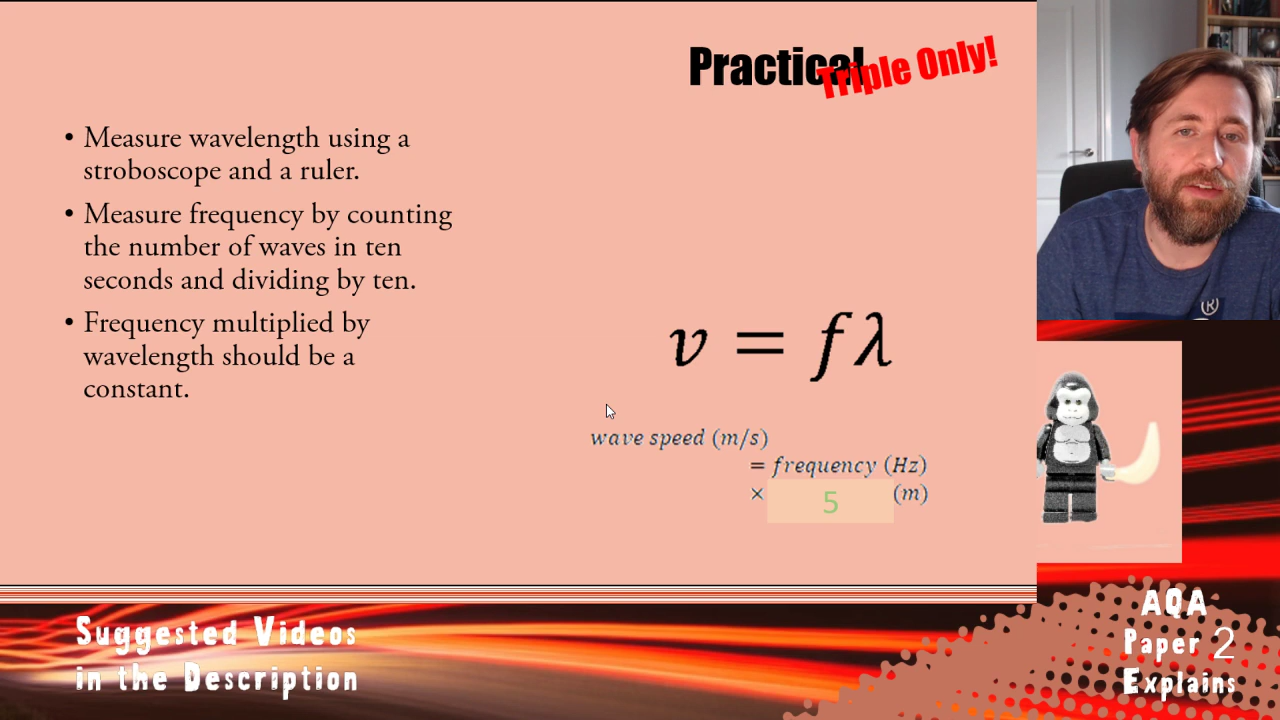 Practical
Triple Only!
• Measure wavelength using a
stroboscope and a ruler.
• Measure frequency by counting
the number of waves in ten
seconds and dividing by ten.
• Frequency multiplied by
wavelength should be a
constant.
v = fλ
wave speed (m/s)
= frequency (Hz)
× 5 (m)
®
Suggested Videos
in the Description
AQA
Paper 2
Explains